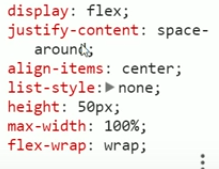 display: flex;
justify-content: space-
around;
align-items: center;
list-style:▶none;
height: 50px;
max-width: 100%;
flex-wrap: wrap;